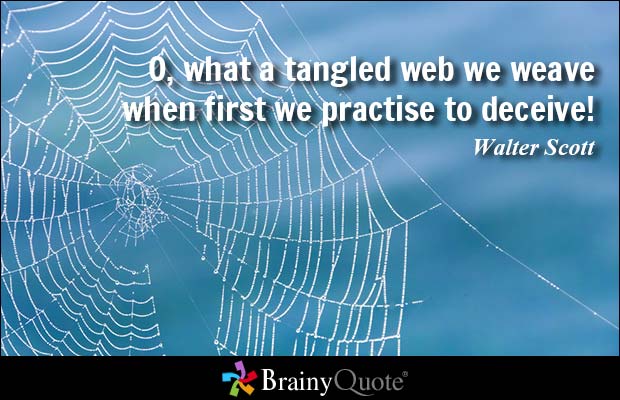 O, what a tangled web we weave
when first we practise to deceive!
Walter Scott
BrainyQuote®